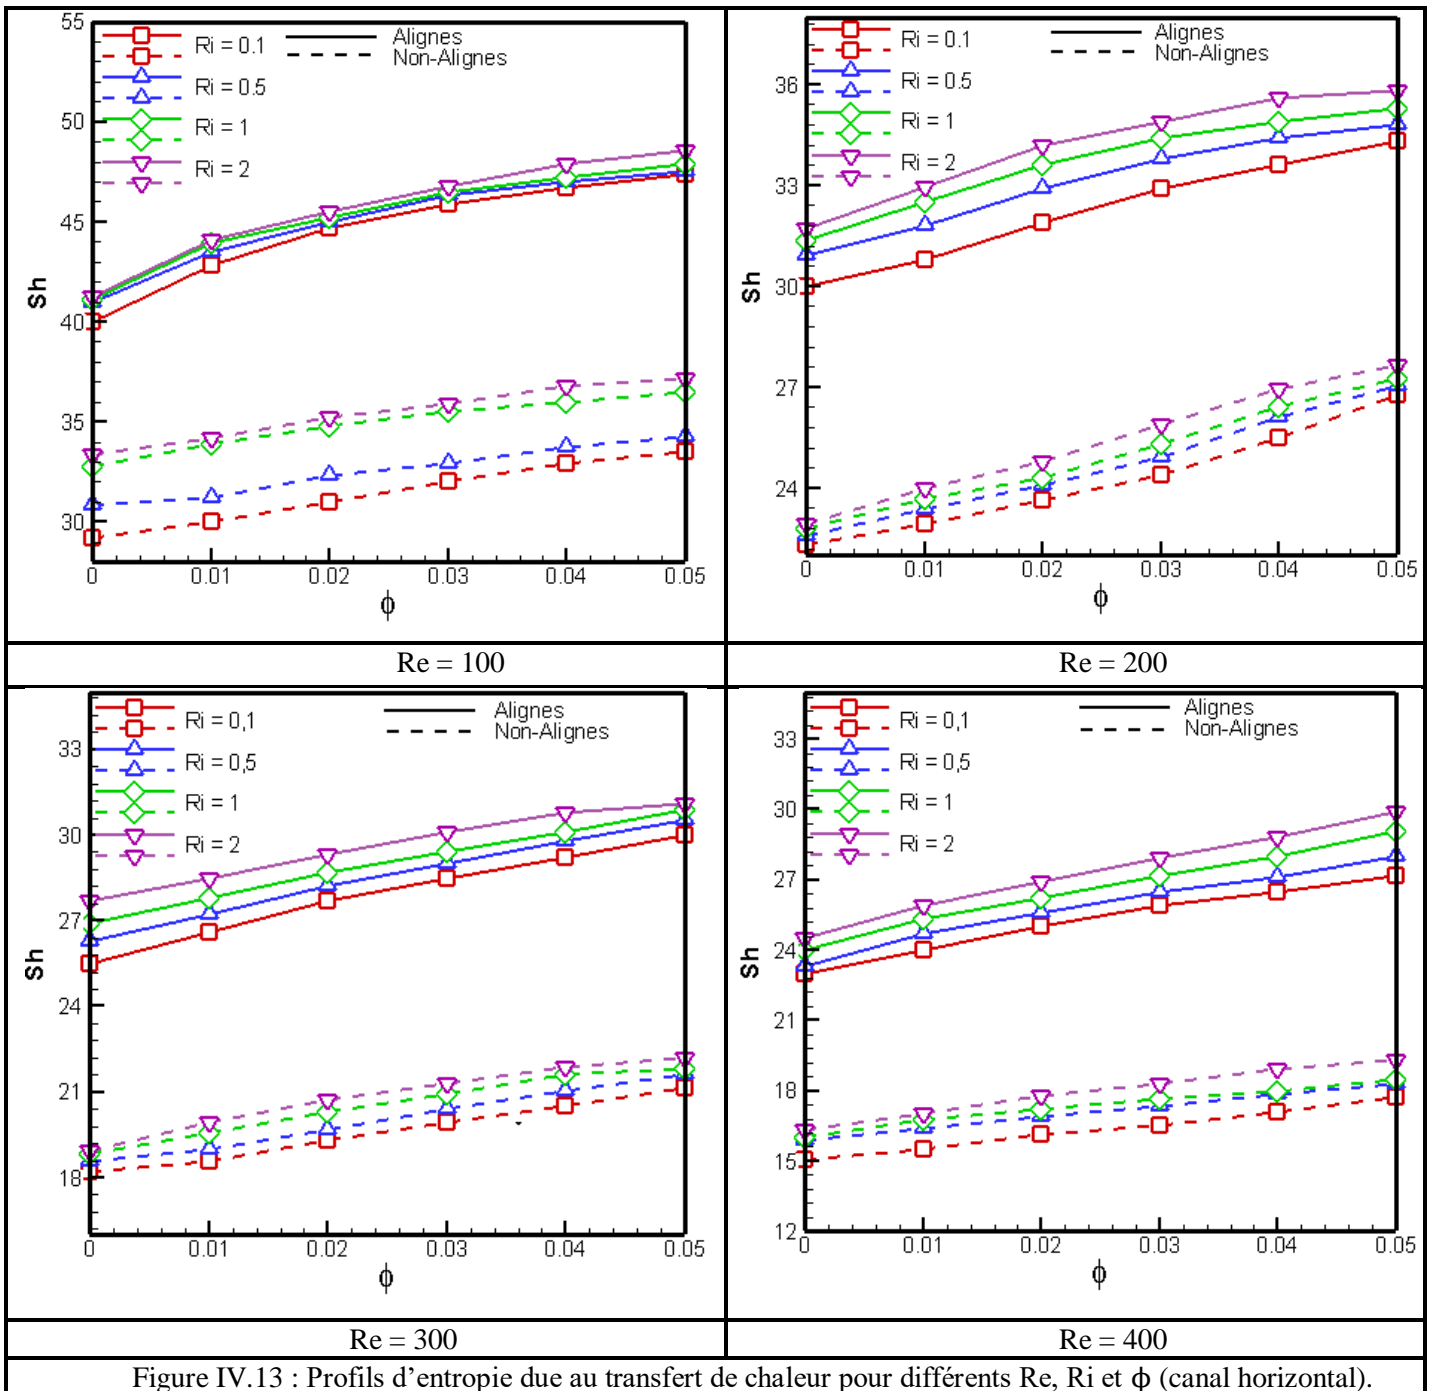 55
50
45
40
35
30
Sh
Ri = 0.1
Ri = 0.5
Ri = 1
Ri = 2
Alignes
Non-Alignes
0 0.01 0.02 0.03 0.04 0.05
ϕ
36
33
30
27
24
Sh
Ri = 0.1
Ri = 0.5
Ri = 1
Ri = 2
Alignes
Non-Alignes
0 0.01 0.02 0.03 0.04 0.05
ϕ
Re = 100
Re = 200
33
30
27
24
21
18
Sh
Ri = 0,1
Ri = 0,5
Ri = 1
Ri = 2
Alignes
Non-Alignes
0 0.01 0.02 0.03 0.04 0.05
ϕ
33
30
27
24
21
18
15
12
Sh
Ri = 0,1
Ri = 0,5
Ri = 1
Ri = 2
Alignes
Non-Alignes
0 0.01 0.02 0.03 0.04 0.05
ϕ
Re = 300
Re = 400
Figure IV.13 : Profils d’entropie due au transfert de chaleur pour différents Re, Ri et ϕ (canal horizontal).